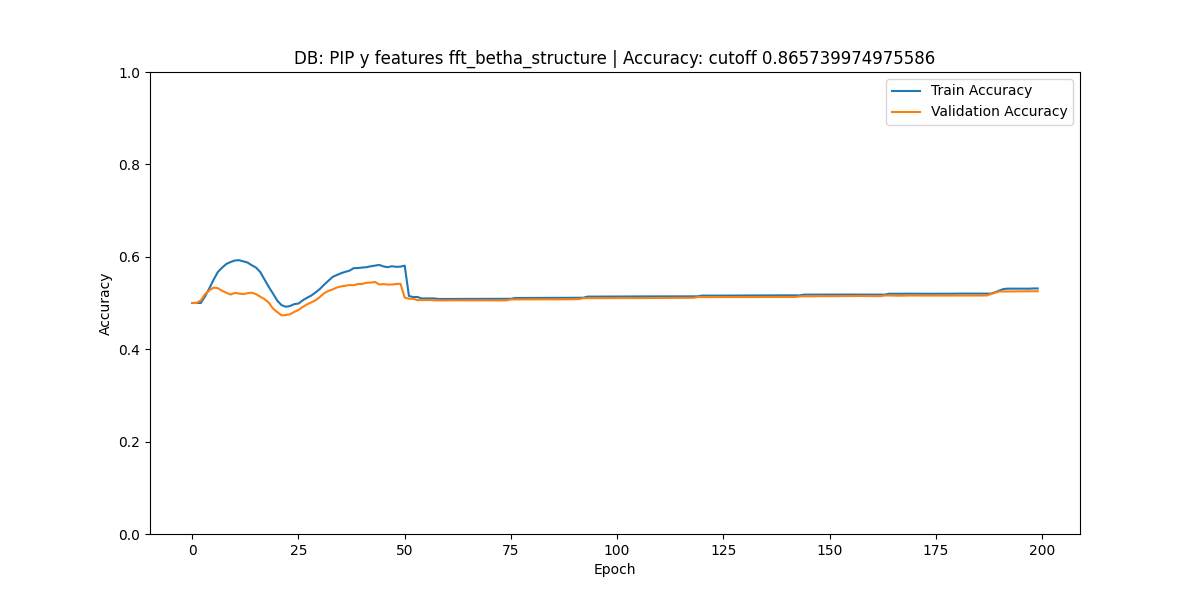 DB: PIP y features fft_betha_structure | Accuracy: cutoff 0.865739974975586
Train Accuracy
Validation Accuracy
1.0
0.8
0.6
0.4
0.2
0.0
Accuracy
0 25 50 75 100 125 150 175 200
Epoch